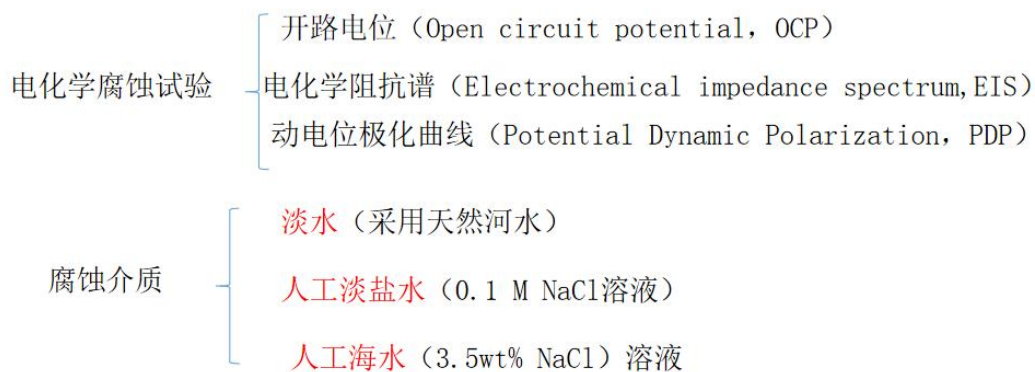 开路电位（Open circuit potential，OCP）
电化学腐蚀试验
电化学阻抗谱（Electrochemical impedance spectrum,EIS）
动电位极化曲线（Potential Dynamic Polarization，PDP）
淡水（采用天然河水）
腐蚀介质
人工淡盐水（0.1 M NaCl溶液）
人工海水（3.5wt% NaCl）溶液